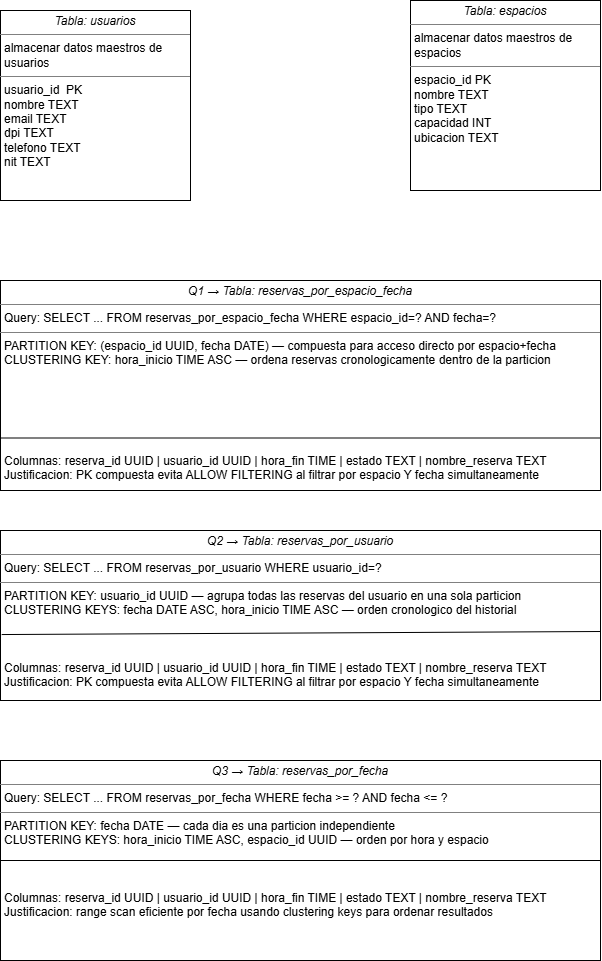 Tabla: usuarios
almacenar datos maestros de
usuarios
usuario_id  PK
nombre TEXT
email TEXT
dpi TEXT
telefono TEXT
nit TEXT
Tabla: espacios
almacenar datos maestros de
espacios
espacio_id PK
nombre TEXT
tipo TEXT
capacidad INT
ubicacion TEXT
Q1 → Tabla: reservas_por_espacio_fecha
Query: SELECT ... FROM reservas_por_espacio_fecha WHERE espacio_id=? AND fecha=?
PARTITION KEY: (espacio_id UUID, fecha DATE) — compuesta para acceso directo por espacio+fecha
CLUSTERING KEY: hora_inicio TIME ASC — ordena reservas cronologicamente dentro de la particion
Columnas: reserva_id UUID | usuario_id UUID | hora_fin TIME | estado TEXT | nombre_reserva TEXT
Justificacion: PK compuesta evita ALLOW FILTERING al filtrar por espacio Y fecha simultaneamente
Q2 → Tabla: reservas_por_usuario
Query: SELECT ... FROM reservas_por_usuario WHERE usuario_id=?
PARTITION KEY: usuario_id UUID — agrupa todas las reservas del usuario en una sola particion
CLUSTERING KEYS: fecha DATE ASC, hora_inicio TIME ASC — orden cronologico del historial
Columnas: reserva_id UUID | usuario_id UUID | hora_fin TIME | estado TEXT | nombre_reserva TEXT
Justificacion: PK compuesta evita ALLOW FILTERING al filtrar por espacio Y fecha simultaneamente
Q3 → Tabla: reservas_por_fecha
Query: SELECT ... FROM reservas_por_fecha WHERE fecha >= ? AND fecha <= ?
PARTITION KEY: fecha DATE — cada dia es una particion independiente
CLUSTERING KEYS: hora_inicio TIME ASC, espacio_id UUID — orden por hora y espacio
Columnas: reserva_id UUID | usuario_id UUID | hora_fin TIME | estado TEXT | nombre_reserva TEXT
Justificacion: range scan eficiente por fecha usando clustering keys para ordenar resultados